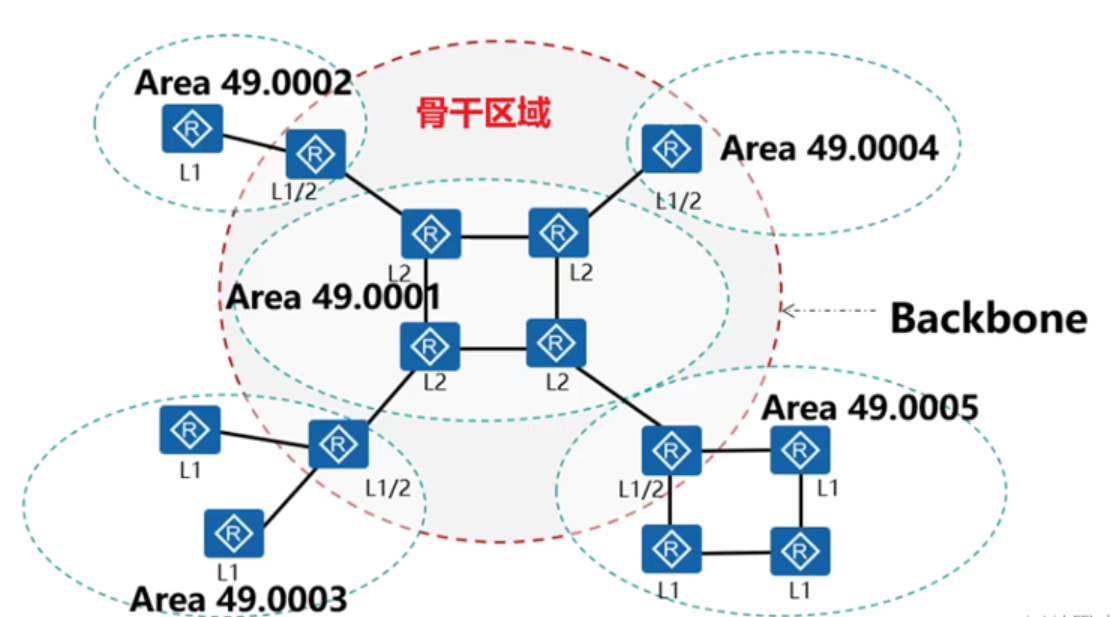 Area 49.0002
骨干区域
R
R
R
Area 49.0004
L1
L1/2
L1/2
R
R
L2
L2
Area 49.0001
Backbone
R
R
L2
L2
Area 49.0005
R
R
R
R
L1
L1/2
L1/2
L1
R
R
R
L1
L1
L1
Area 49.0003